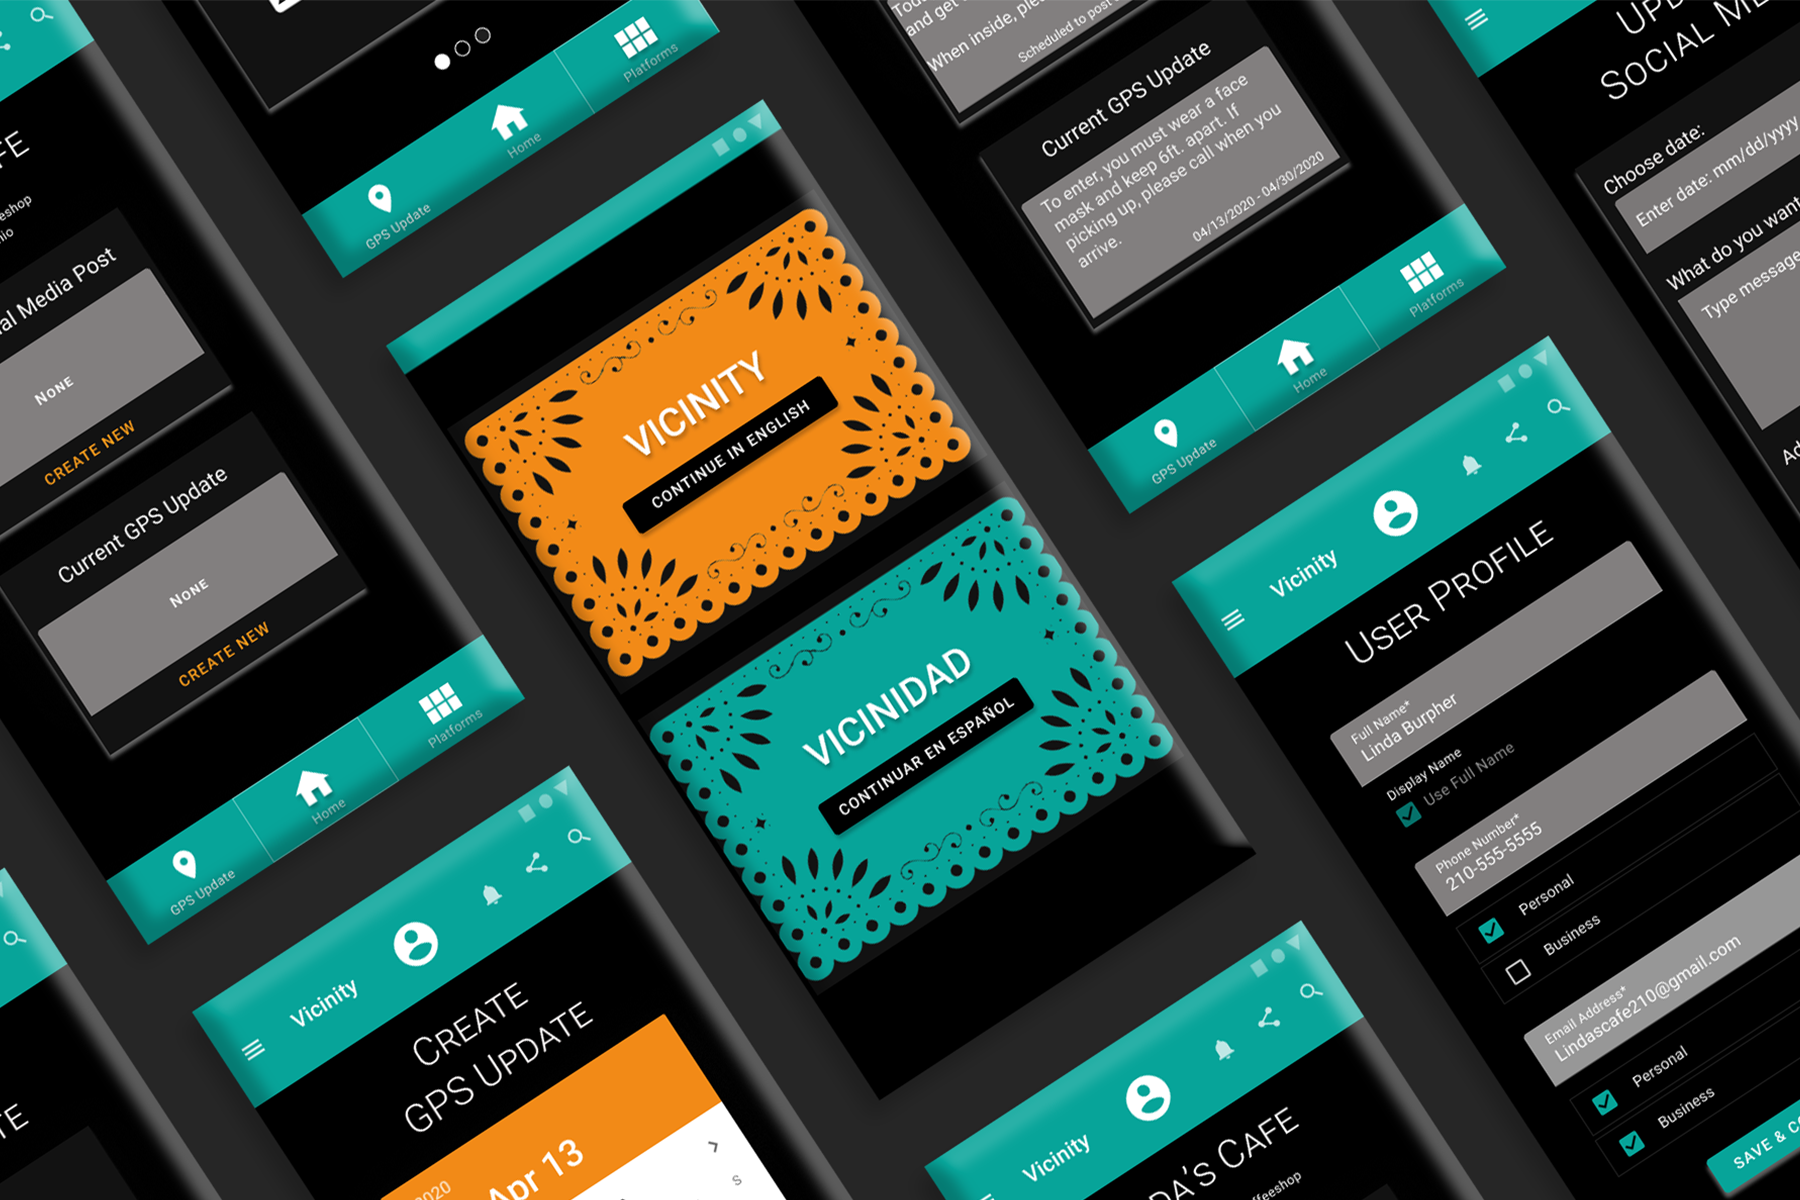 GPS Update
Home
Platforms
al Media Post
NONE
CREATE NEW
Current GPS Update
NONE
CREATE NEW
GPS Update
Home
Platforms
VICINITY
CONTINUE IN ENGLISH
VICINIDAD
CONTINUAR EN ESPAÑOL
Vicinity
CREATE
GPS UPDATE
2020
Apr 13
S
and get
When inside, ple
Scheduled to post
Current GPS Update
To enter, you must wear a face
mask and keep 6ft. apart. If
picking up, please call when you
arrive.
04/13/2020 - 04/30/2020
GPS Update
Home
Platforms
Vicinity
USER PROFILE
Full Name*
Linda Burpher
Display Name
Use Full Name
Phone Number*
210-555-5555
Personal
Business
Email Address*
Lindascafe210@gmail.com
Personal
Business
SAVE & CO
Vicinity
DA'S CAFE
ffeeshop
UPD
SOCIAL ME
Choose date:
Enter date: mm/dd/yyyy
What do you want
Type message